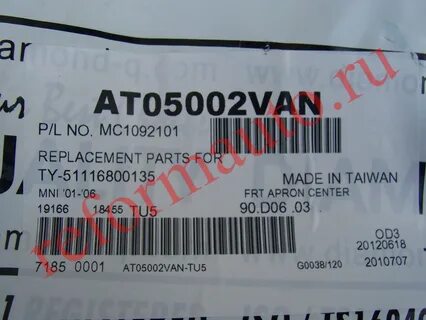 AT05002VAN
P/L NO. MC1092101
REPLACEMENT PARTS FOR
TY-51116800135
MADE IN TAIWAN
MNI '01-'06
FRT APRON CENTER
19166 18455 TU5
90.D06 .03
OD3
20120618
7185 0001 AT05002VAN-TU5 G003B/120 2010707
reformauto.ru
REGISTERED